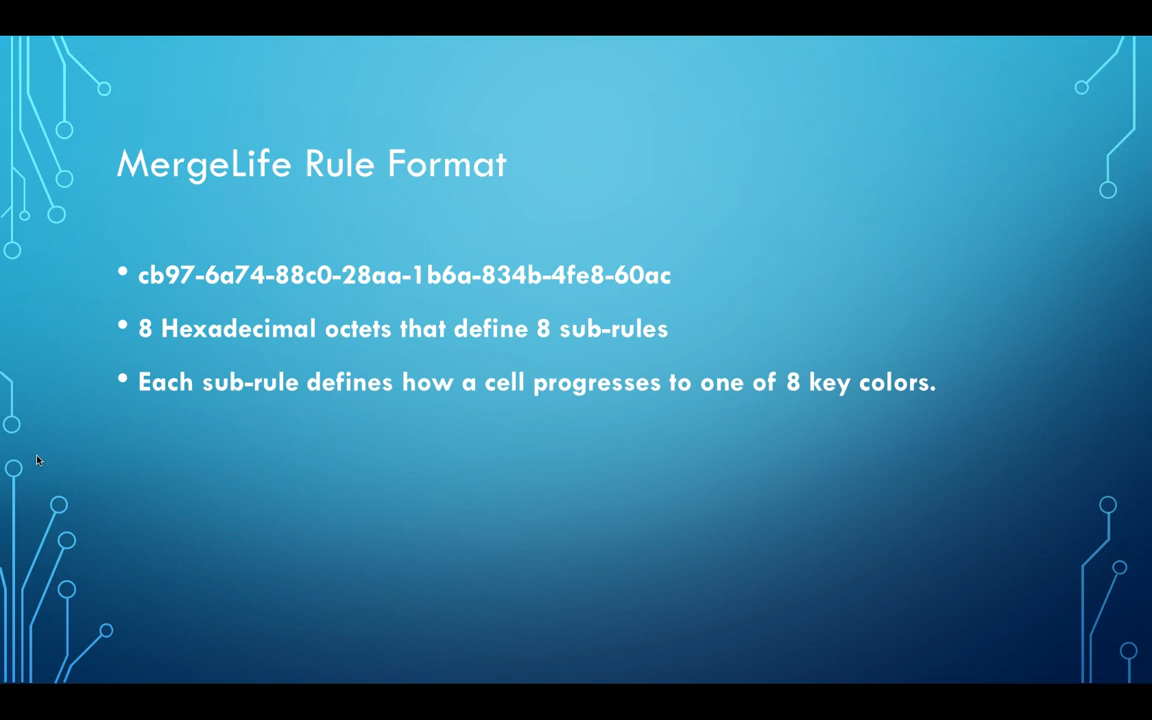 MergeLife Rule Format
• cb97-6a74-88c0-28aa-1b6a-834b-4fe8-60ac
• 8 Hexadecimal octets that define 8 sub-rules
• Each sub-rule defines how a cell progresses to one of 8 key colors.